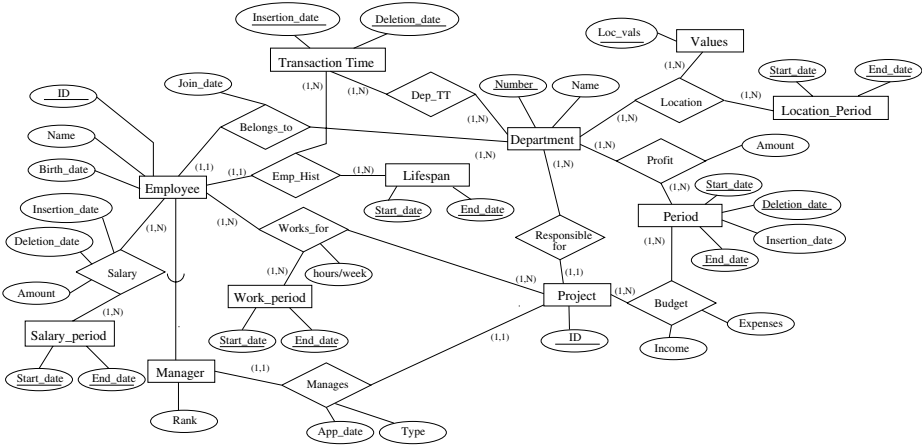 Insertion_date
Deletion_date
Transaction Time
Loc_vals
Values
Join_date
(1,N)
(1,N)
(1,N)
Dep_TT
Number
Name
Start_date
End_date
ID
Location
(1,N)
Location_Period
Belongs_to
(1,N)
(1,N)
Name
Department
Amount
(1,N)
(1,N)
(1,N)
Profit
Birth_date
(1,1)
(1,1)
Emp_Hist
(1,N)
Lifespan
Employee
(1,N)
Start_date
Insertion_date
Start_date
End_date
Deletion_date
Period
(1,N)
(1,N)
Works_for
Responsible
for
(1,N)
Insertion_date
Deletion_date
End_date
Salary
(1,N)
hours/week
(1,1)
Amount
(1,N)
Work_period
(1,N)
Project
(1,N)
Budget
Salary_period
Expenses
Start_date
End_date
(1,1)
ID
Income
Start_date
End_date
Manager
(1,1)
Manages
Rank
App_date
Type